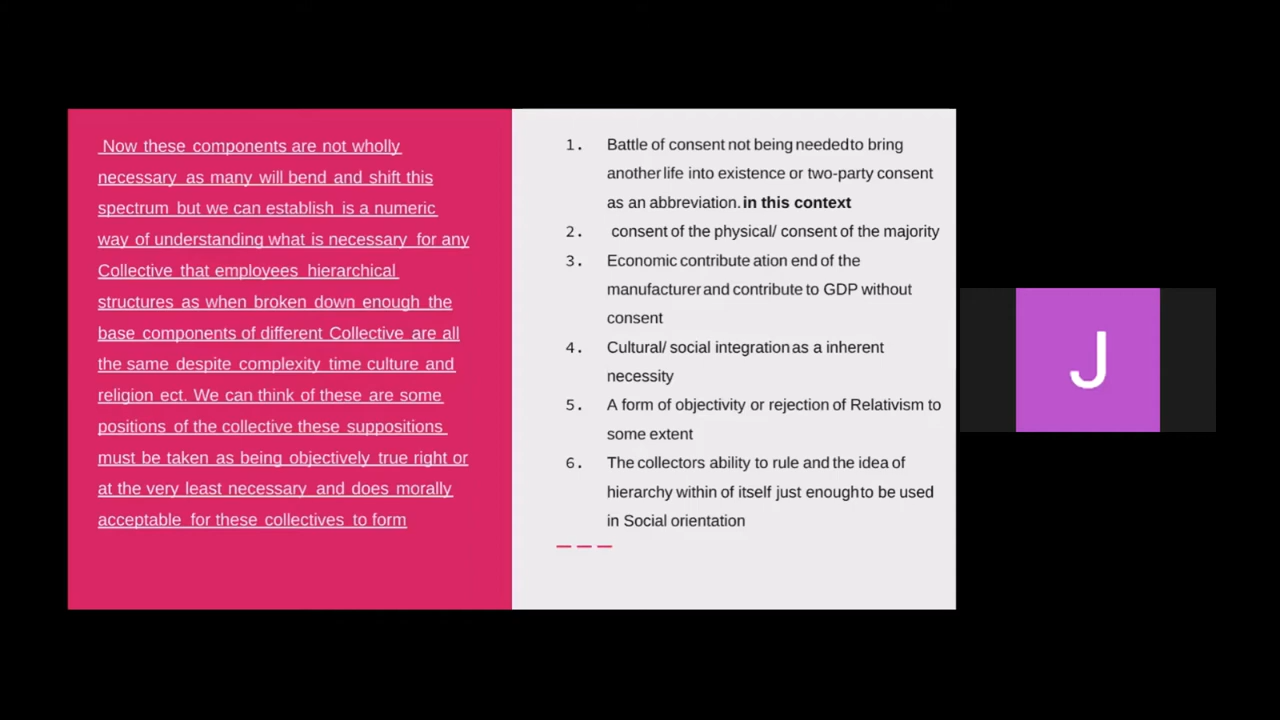 Now these components are not wholly
necessary as many will bend and shift this
spectrum but we can establish is a numeric
way of understanding what is necessary for any
Collective that employees hierarchical
structures as when broken down enough the
base components of different Collective are all
the same despite complexity time culture and
religion ect. We can think of these are some
positions of the collective these suppositions
must be taken as being objectively true right or
at the very least necessary and does morally
acceptable for these collectives to form
1. Battle of consent not being needed to bring
another life into existence or two-party consent
as an abbreviation. in this context
2. consent of the physical/ consent of the majority
3. Economic contribute ation end of the
manufacturer and contribute to GDP without
consent
4. Cultural/ social integration as a inherent
necessity
5. A form of objectivity or rejection of Relativism to
some extent
6. The collectors ability to rule and the idea of
hierarchy within of itself just enough to be used
in Social orientation
J